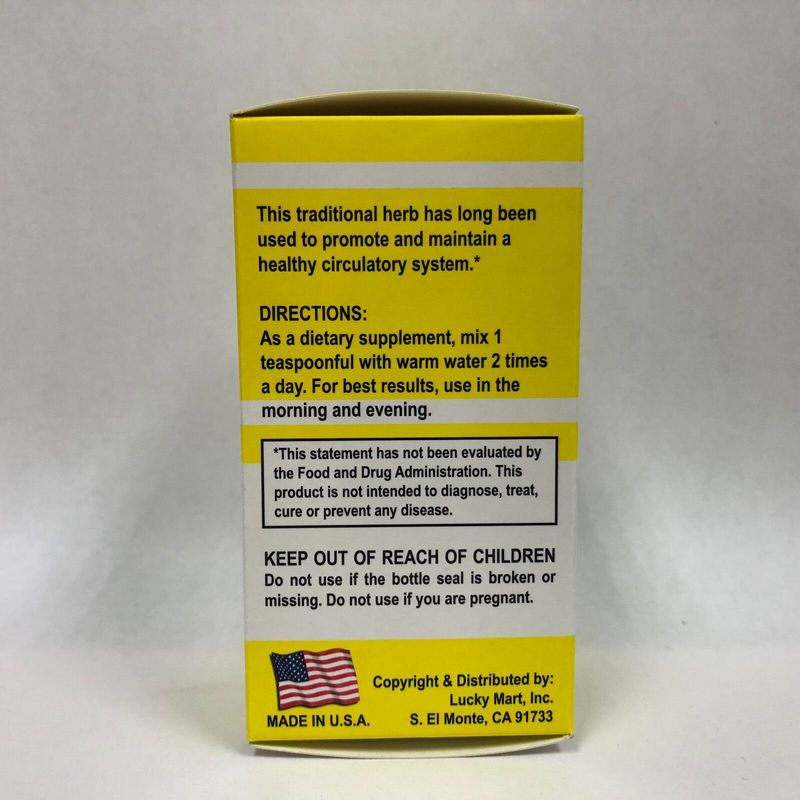 This traditional herb has long been
used to promote and maintain a
healthy circulatory system.*
DIRECTIONS:
As a dietary supplement, mix 1
teaspoonful with warm water 2 times
a day. For best results, use in the
morning and evening.
*This statement has not been evaluated by
the Food and Drug Administration. This
product is not intended to diagnose, treat,
cure or prevent any disease.
KEEP OUT OF REACH OF CHILDREN
Do not use if the bottle seal is broken or
missing. Do not use if you are pregnant.
MADE IN U.S.A.
Copyright & Distributed by:
Lucky Mart, Inc.
S. El Monte, CA 91733